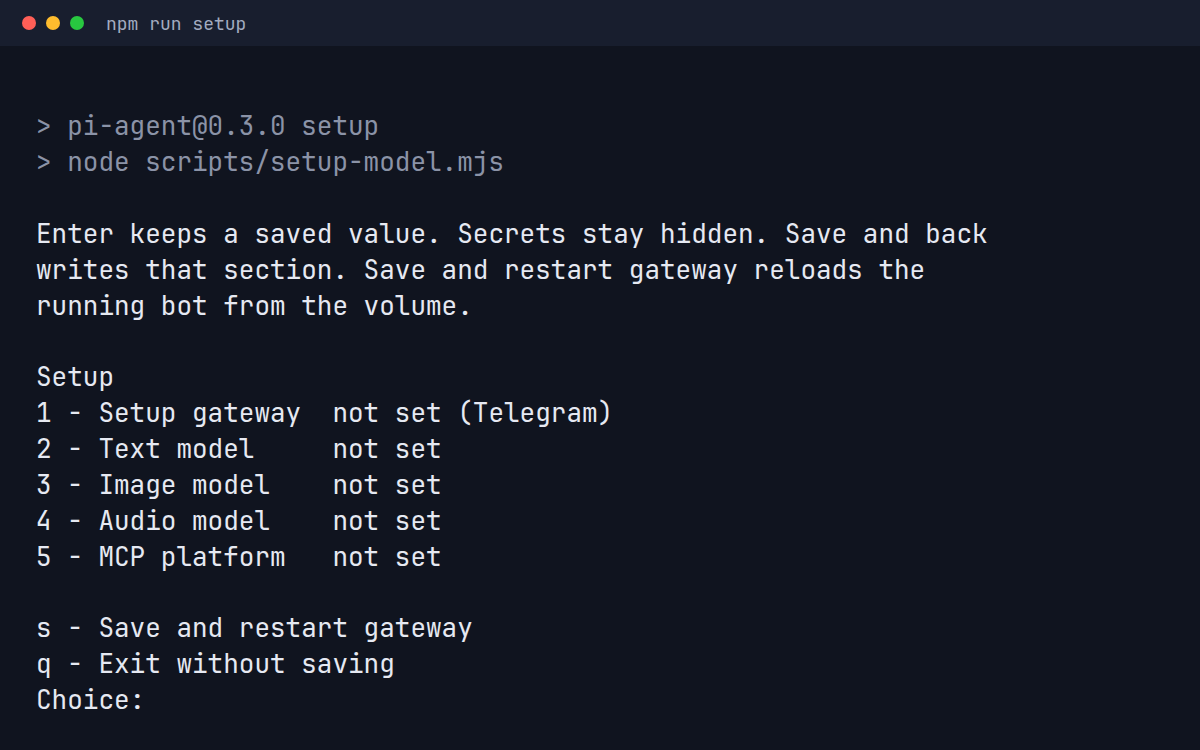 npm run setup
> pi-agent@0.3.0 setup
> node scripts/setup-model.mjs
Enter keeps a saved value. Secrets stay hidden. Save and back
writes that section. Save and restart gateway reloads the
running bot from the volume.
Setup
1 - Setup gateway  not set (Telegram)
2 - Text model     not set
3 - Image model    not set
4 - Audio model    not set
5 - MCP platform   not set
s - Save and restart gateway
q - Exit without saving
Choice: